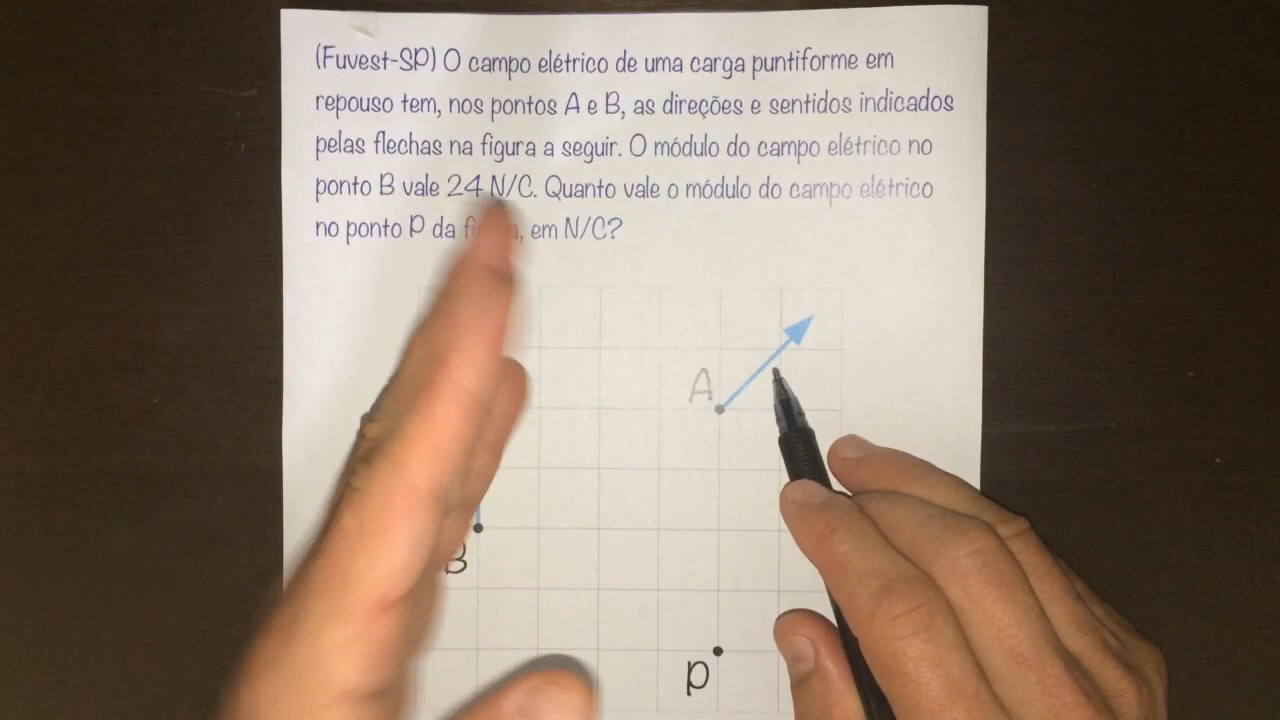 (Fuvest-SP) O campo elétrico de uma carga puntiforme em
repouso tem, nos pontos A e B, as direções e sentidos indicados
pelas flechas na figura a seguir. O módulo do campo elétrico no
ponto B vale 24 N/C. Quanto vale o módulo do campo elétrico
no ponto P da em N/C?
A
B
P